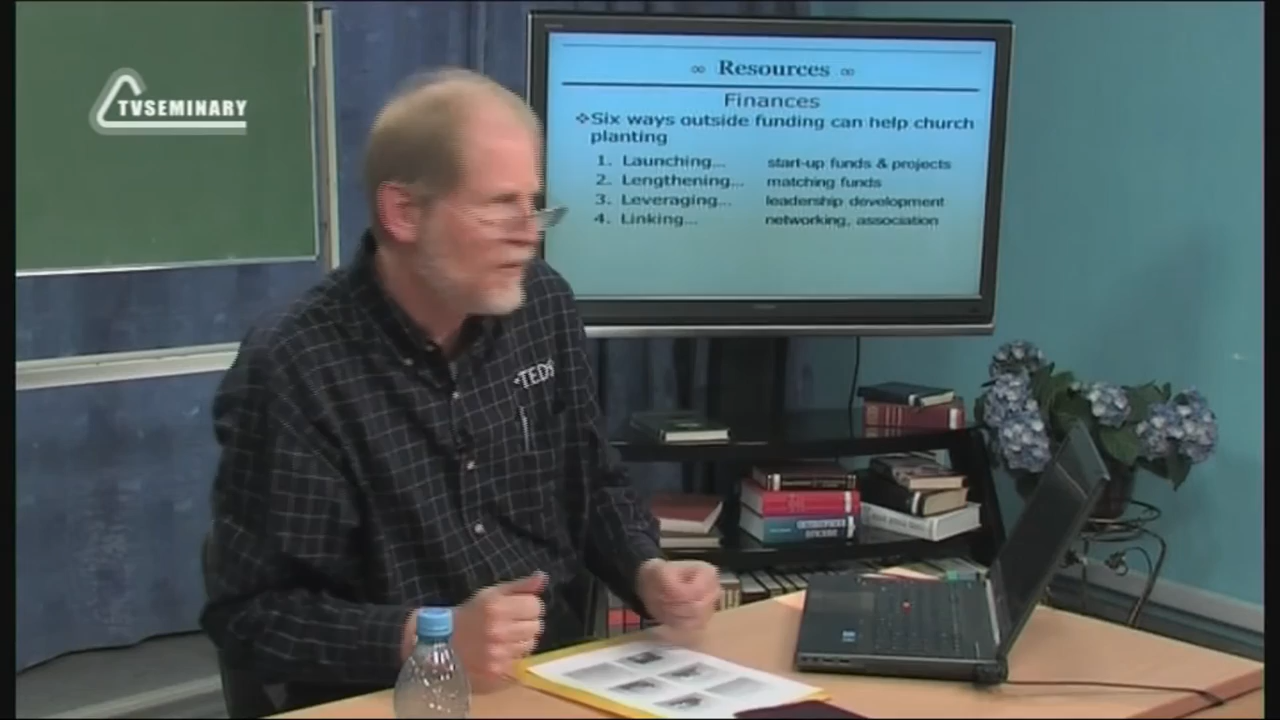 TVSEMINARY
∞ Resources ∞
Finances
❖Six ways outside funding can help church
planting
1. Launching... start-up funds & projects
2. Lengthening... matching funds
3. Leveraging... leadership development
4. Linking... networking, association
TEDS